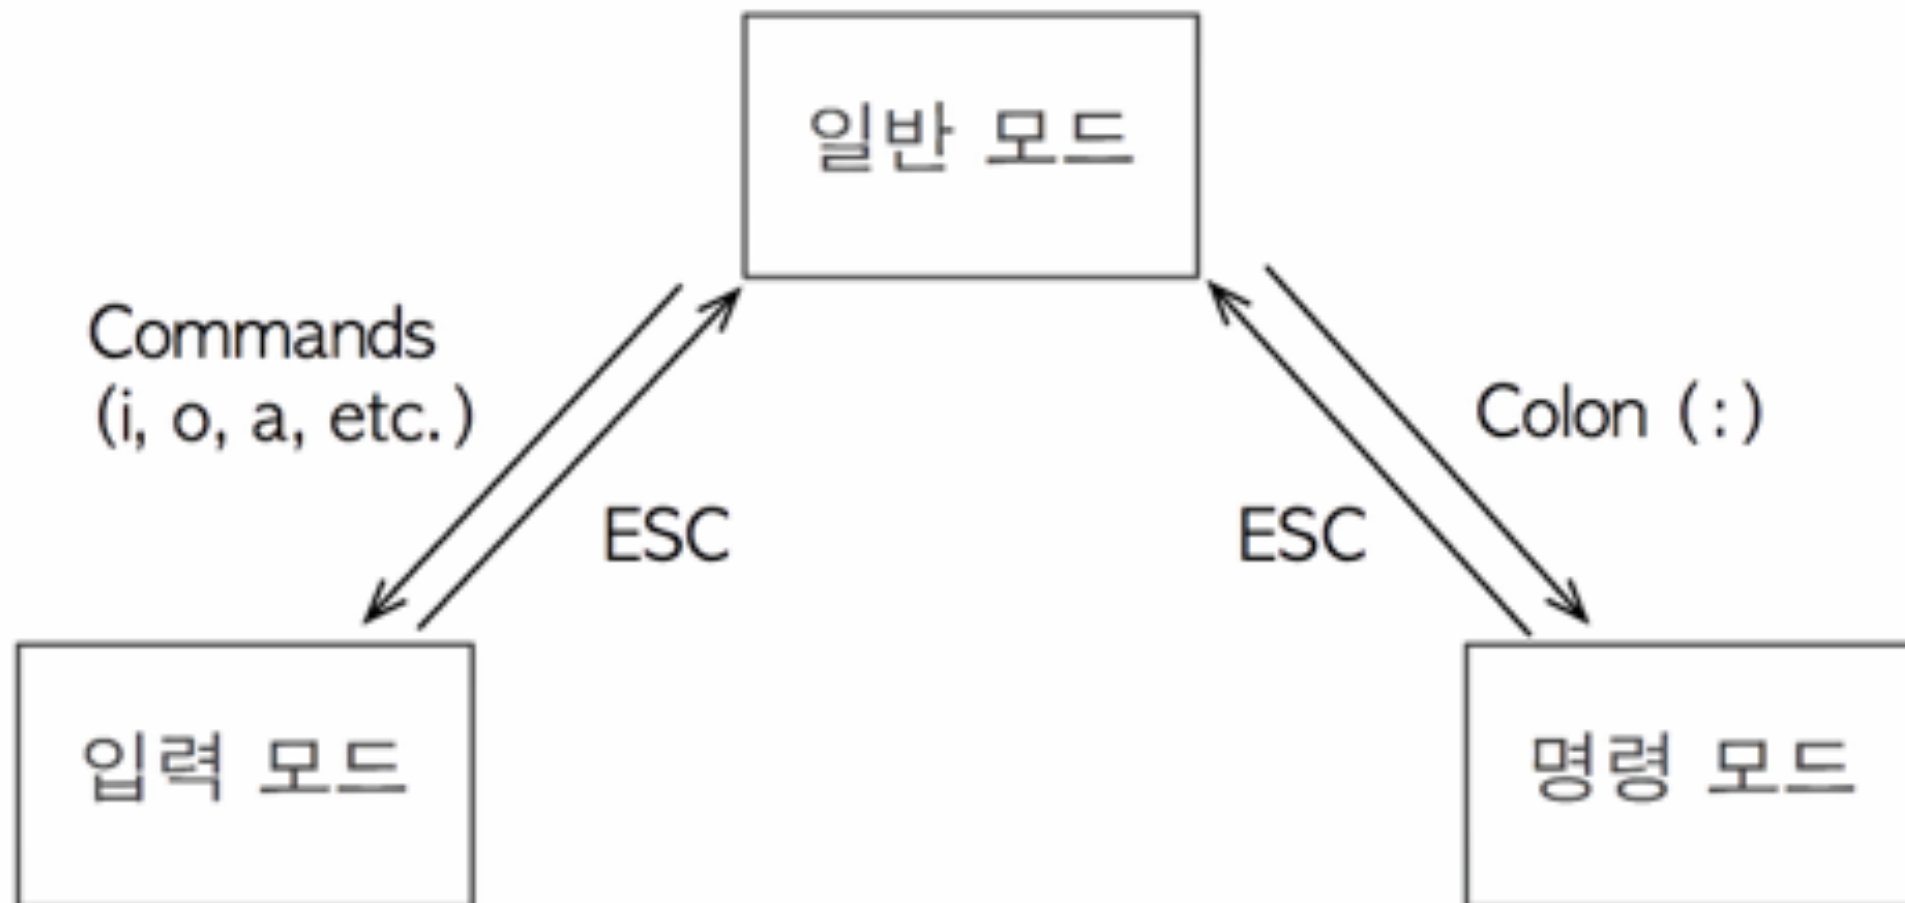 일반 모드
Commands
(i, o, a, etc.)
Colon (:)
ESC
ESC
입력 모드
명령 모드